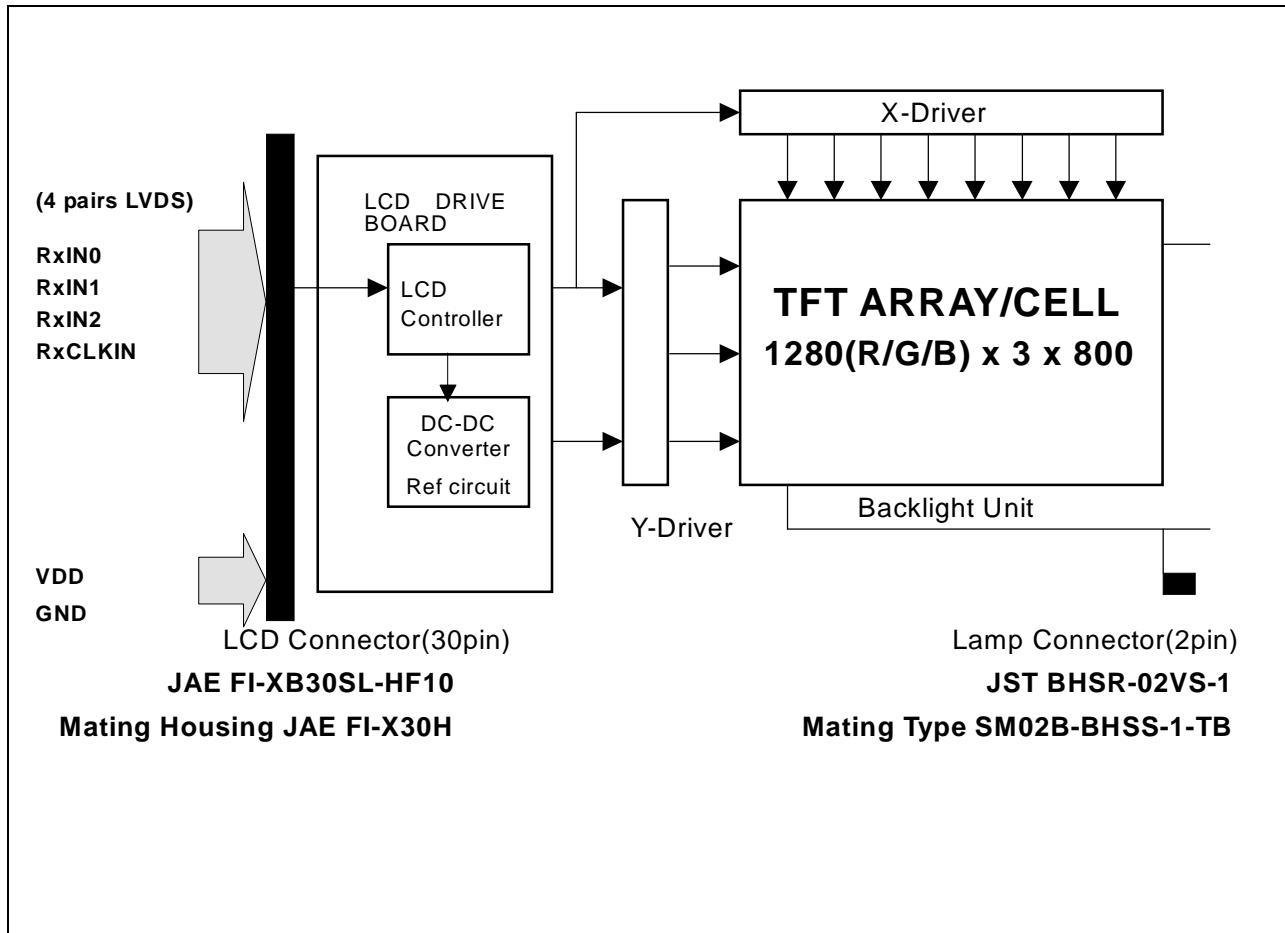 X-Driver
(4 pairs LVDS)
RxIN0
RxIN1
RxIN2
RxCLKIN
LCD DRIVE
BOARD
LCD
Controller
DC-DC
Converter
Ref circuit
TFT ARRAY/CELL
1280(R/G/B) x 3 x 800
Y-Driver
Backlight Unit
VDD
GND
LCD Connector(30pin)
JAE FI-XB30SL-HF10
Mating Housing JAE FI-X30H
Lamp Connector(2pin)
JST BHSR-02VS-1
Mating Type SM02B-BHSS-1-TB